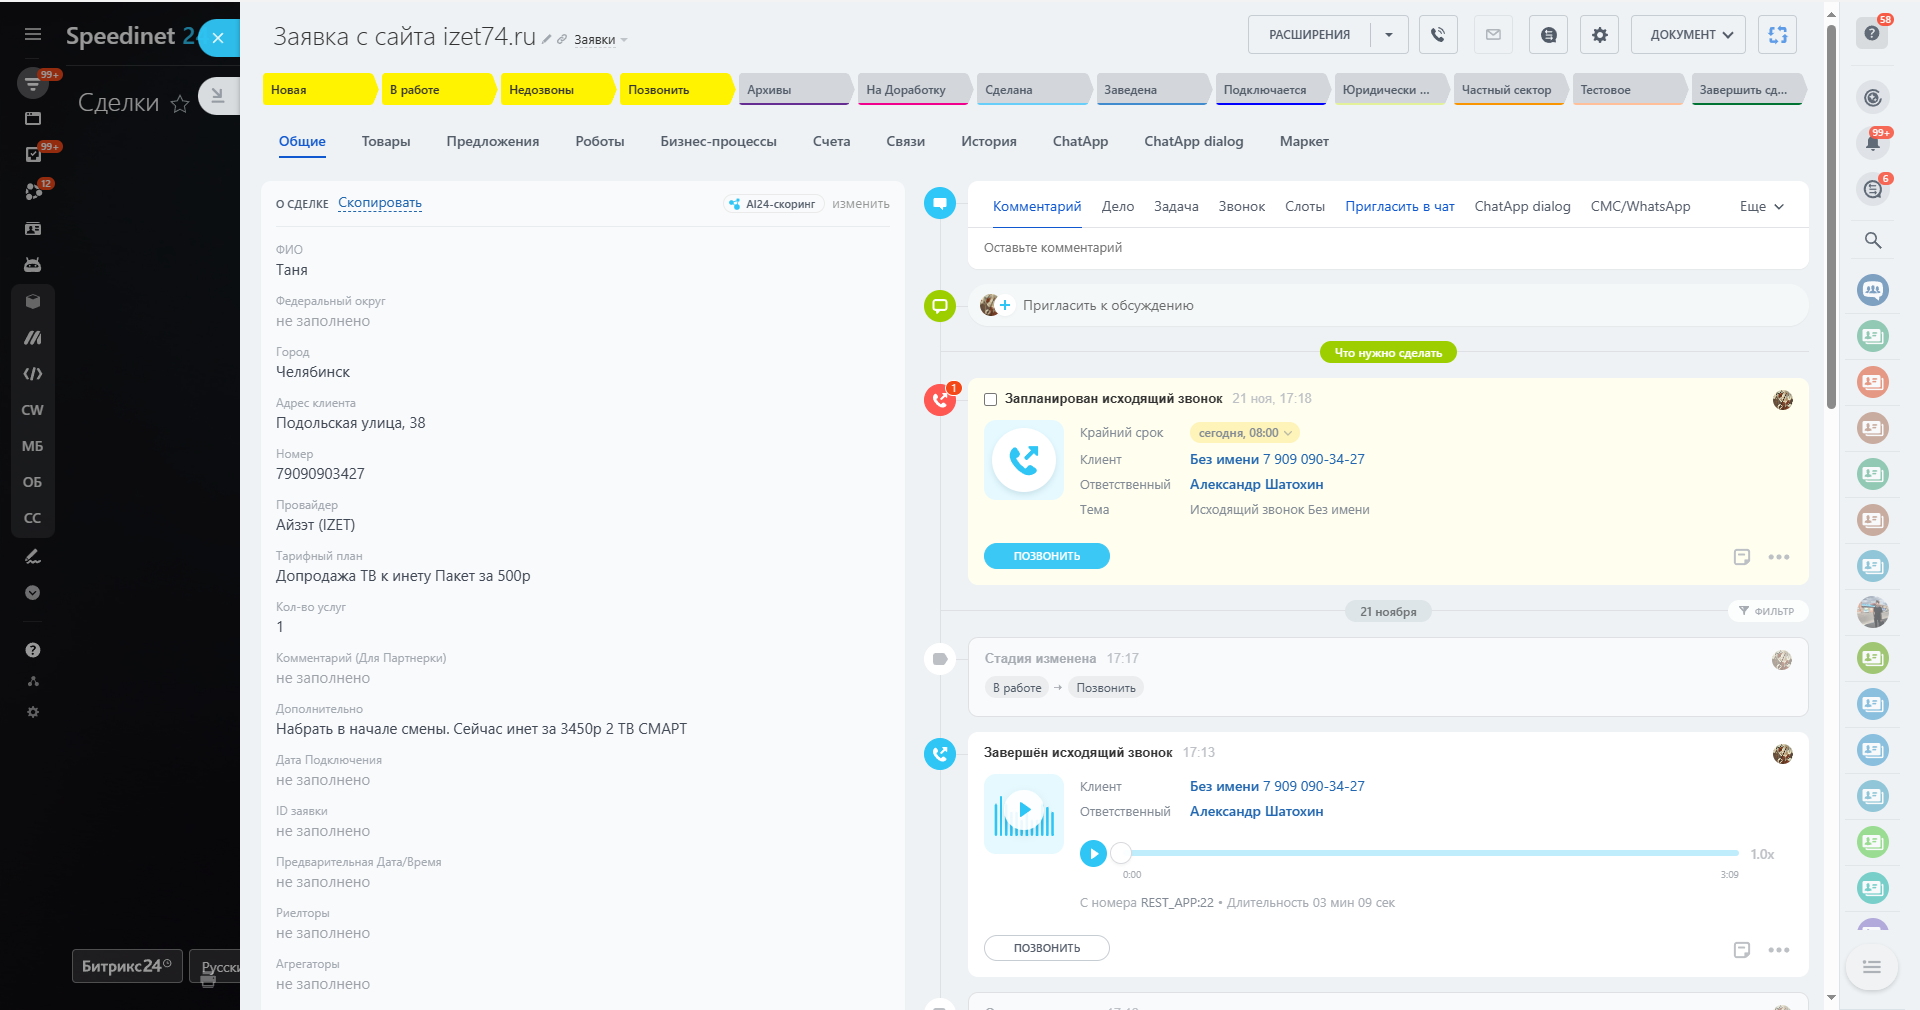 Speedinet 24
99+
Сделки
99+
12
CW
МБ
ОБ
СС
Битрикс24
Русски
Заявка с сайта izet74.ru
Заявки
РАСШИРЕНИЯ
ДОКУМЕНТ
Новая
В работе
Недозвоны
Позвонить
Архивы
На Доработку
Сделана
Заведена
Подключается
Юридически ...
Частный сектор
Тестовое
Завершить сд...
Общие
Товары
Предложения
Роботы
Бизнес-процессы
Счета
Связи
История
ChatApp
ChatApp dialog
Маркет
О СДЕЛКЕ
Скопировать
AI24-скоринг
изменить
ФИО
Таня
Федеральный округ
не заполнено
Город
Челябинск
Адрес клиента
Подольская улица, 38
Номер
79090903427
Провайдер
Айзэт (IZET)
Тарифный план
Допродажа ТВ к инету Пакет за 500р
Кол-во услуг
1
Комментарий (Для Партнерки)
не заполнено
Дополнительно
Набрать в начале смены. Сейчас инет за 3450р 2 ТВ СМАРТ
Дата Подключения
не заполнено
ID заявки
не заполнено
Предварительная Дата/Время
не заполнено
Риелторы
не заполнено
Агрегаторы
не заполнено
Комментарий
Дело
Задача
Звонок
Слоты
Пригласить в чат
ChatApp dialog
СМС/WhatsApp
Еще
Оставьте комментарий
Пригласить к обсуждению
Что нужно сделать
1
Запланирован исходящий звонок 21 ноя, 17:18
Крайний срок сегодня, 08:00
Клиент Без имени 7 909 090-34-27
Ответственный Александр Шатохин
Тема Исходящий звонок Без имени
ПОЗВОНИТЬ
21 ноября
ФИЛЬТР
Стадия изменена 17:17
В работе → Позвонить
Завершён исходящий звонок 17:13
Клиент Без имени 7 909 090-34-27
Ответственный Александр Шатохин
1.0x
0:00
3:09
С номера REST_APP:22 • Длительность 03 мин 09 сек
ПОЗВОНИТЬ
58
99+
6